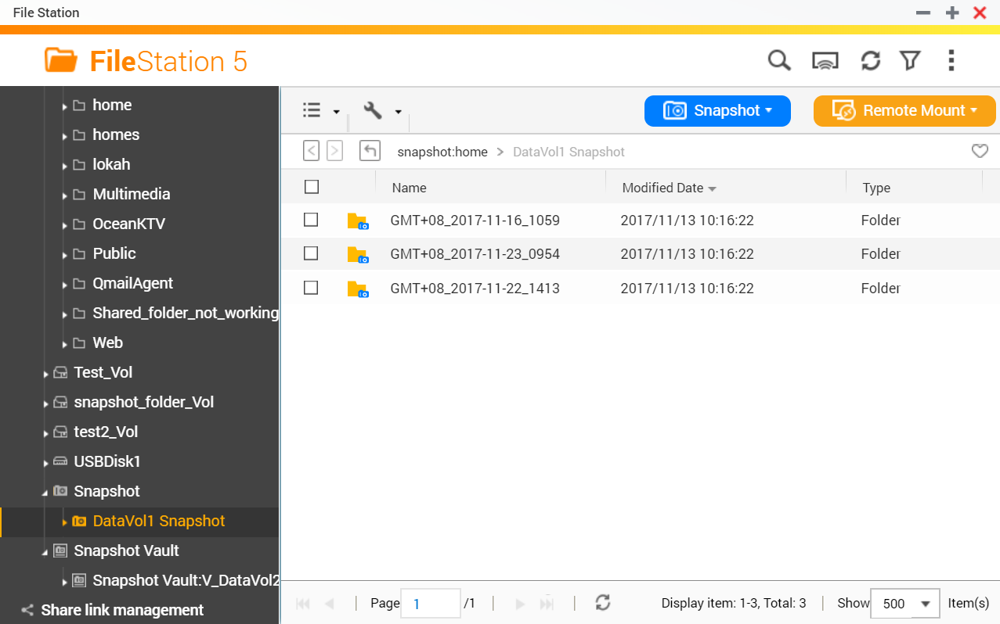 File Station
FileStation 5
home
homes
lokah
Multimedia
OceanKTV
Public
QmailAgent
Shared_folder_not_working
Web
Test_Vol
snapshot_folder_Vol
test2_Vol
USBDisk1
Snapshot
DataVol1 Snapshot
Snapshot Vault
Snapshot Vault:V_DataVol2
Share link management
Snapshot Remote Mount
snapshot:home > DataVol1 Snapshot
Name Modified Date Type
GMT+08_2017-11-16_1059 2017/11/13 10:16:22 Folder
GMT+08_2017-11-23_0954 2017/11/13 10:16:22 Folder
GMT+08_2017-11-22_1413 2017/11/13 10:16:22 Folder
Page 1 /1 Display item: 1-3, Total: 3 Show 500 Item(s)